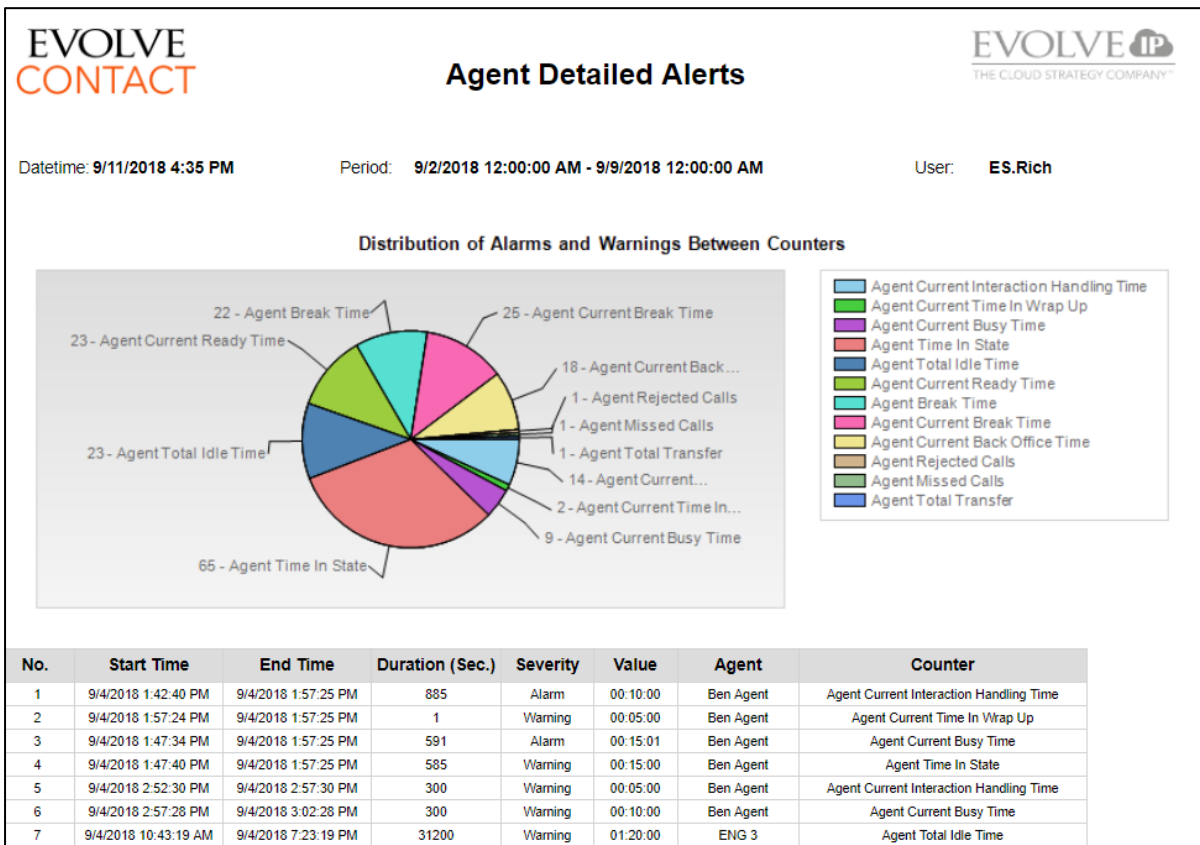 EVOLVE
CONTACT
Agent Detailed Alerts
EVOLVE IP
THE CLOUD STRATEGY COMPANY™
Datetime: 9/11/2018 4:35 PM Period: 9/2/2018 12:00:00 AM - 9/9/2018 12:00:00 AM User: ES.Rich
Distribution of Alarms and Warnings Between Counters
22 - Agent Break Time
25 - Agent Current Break Time
23 - Agent Current Ready Time
18 - Agent Current Back ...
1 - Agent Rejected Calls
1 - Agent Missed Calls
23 - Agent Total Idle Time
1 - Agent Total Transfer
14 - Agent Current...
2 - Agent Current Time In...
9 - Agent Current Busy Time
65 - Agent Time In State
Agent Current Interaction Handling Time
Agent Current Time In Wrap Up
Agent Current Busy Time
Agent Time In State
Agent Total Idle Time
Agent Current Ready Time
Agent Break Time
Agent Current Break Time
Agent Current Back Office Time
Agent Rejected Calls
Agent Missed Calls
Agent Total Transfer
No. Start Time End Time Duration (Sec.) Severity Value Agent Counter
1 9/4/2018 1:42:40 PM 9/4/2018 1:57:25 PM 885 Alarm 00:10:00 Ben Agent Agent Current Interaction Handling Time
2 9/4/2018 1:57:24 PM 9/4/2018 1:57:25 PM 1 Warning 00:05:00 Ben Agent Agent Current Time In Wrap Up
3 9/4/2018 1:47:34 PM 9/4/2018 1:57:25 PM 591 Alarm 00:15:01 Ben Agent Agent Current Busy Time
4 9/4/2018 1:47:40 PM 9/4/2018 1:57:25 PM 585 Warning 00:15:00 Ben Agent Agent Time In State
5 9/4/2018 2:52:30 PM 9/4/2018 2:57:30 PM 300 Warning 00:05:00 Ben Agent Agent Current Interaction Handling Time
6 9/4/2018 2:57:28 PM 9/4/2018 3:02:28 PM 300 Warning 00:10:00 Ben Agent Agent Current Busy Time
7 9/4/2018 10:43:19 AM 9/4/2018 7:23:19 PM 31200 Warning 01:20:00 ENG 3 Agent Total Idle Time